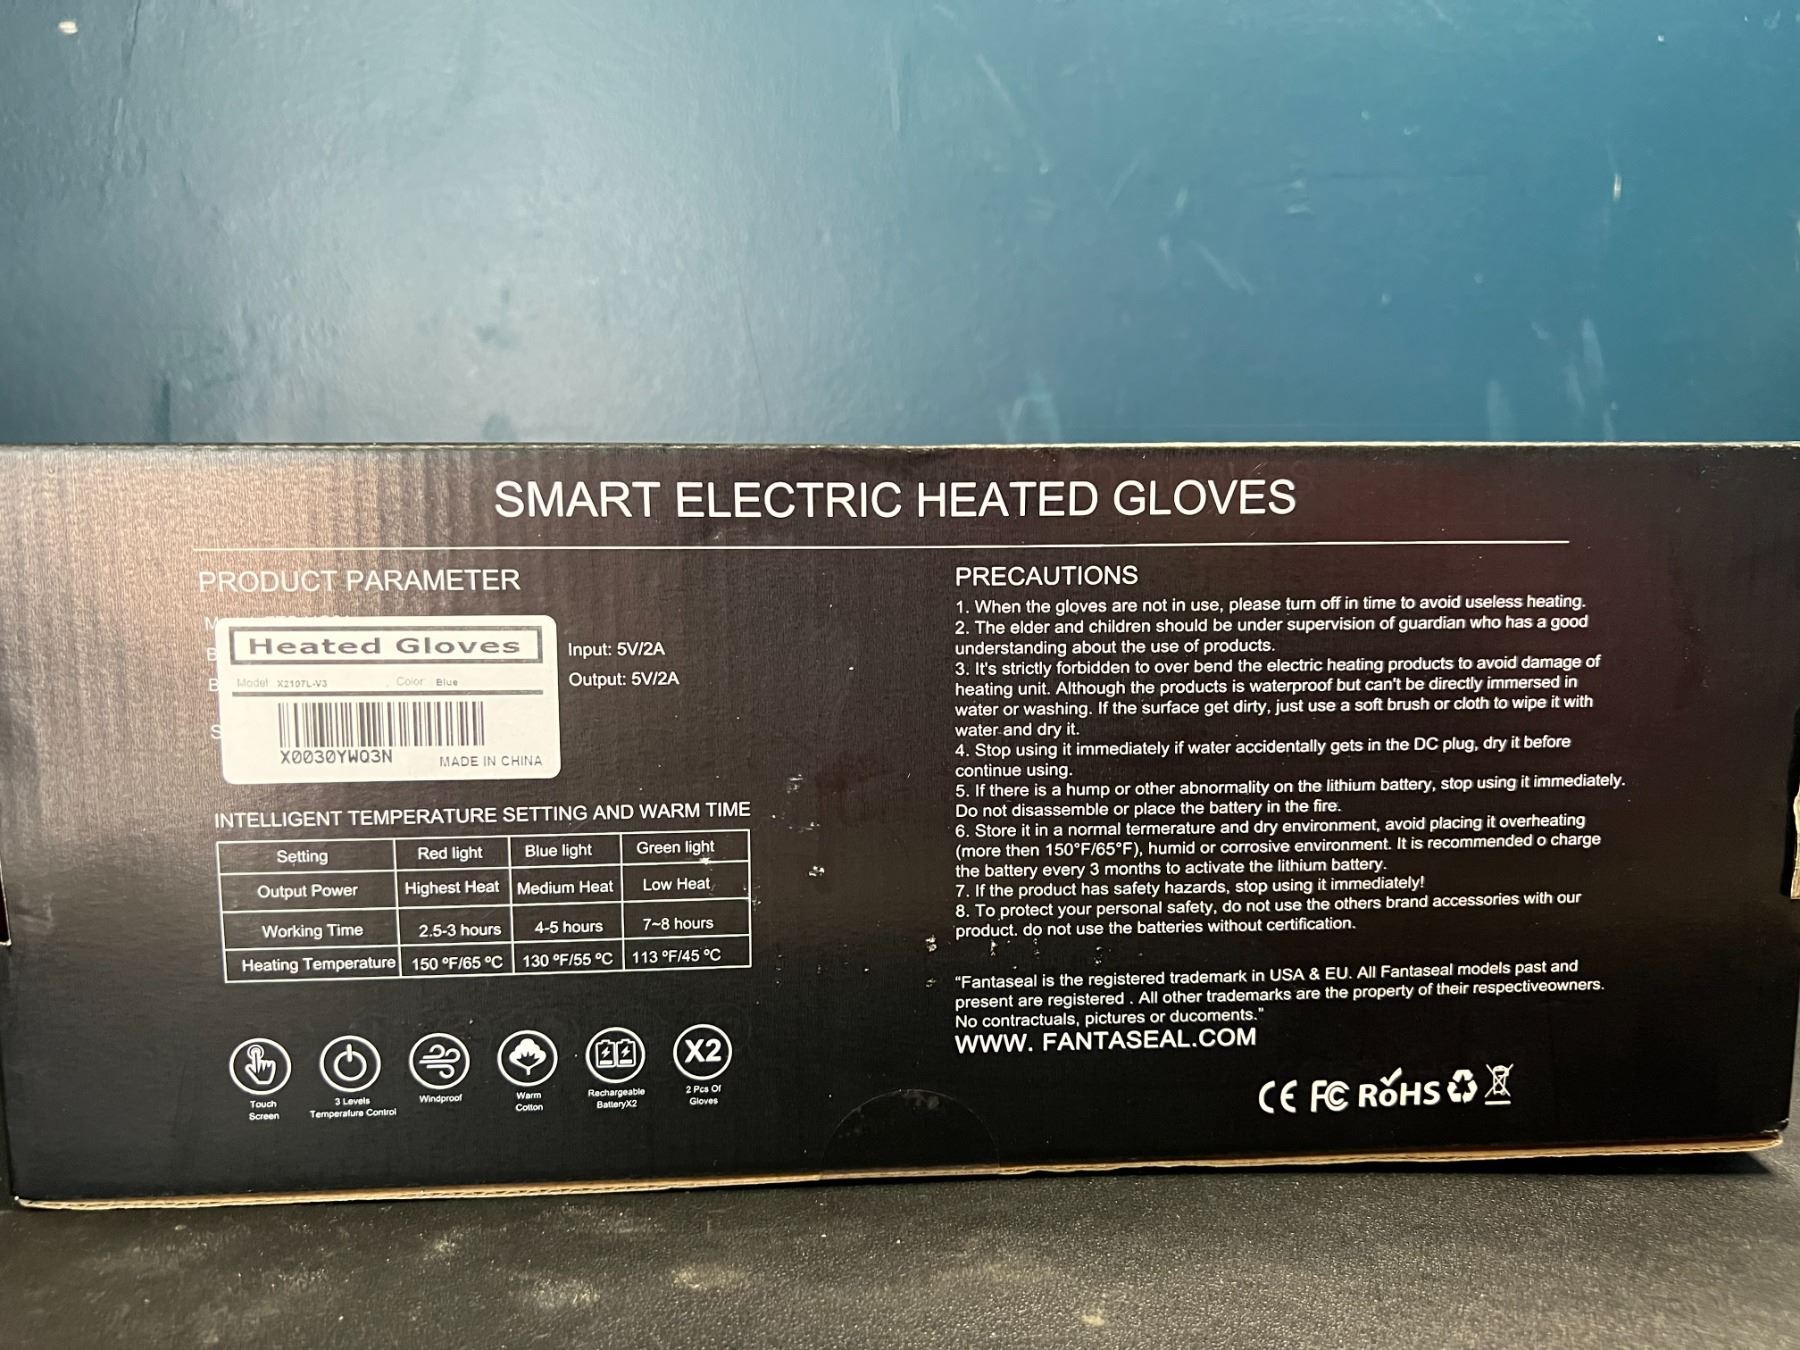 SMART ELECTRIC HEATED GLOVES
PRODUCT PARAMETER
Heated Gloves
Model X2107L-V3 Color Blue
X0030YWQ3N
MADE IN CHINA
Input: 5V/2A
Output: 5V/2A
INTELLIGENT TEMPERATURE SETTING AND WARM TIME
Setting Red light Blue light Green light
Output Power Highest Heat Medium Heat Low Heat
Working Time 2.5-3 hours 4-5 hours 7~8 hours
Heating Temperature 150 ºF/65 ºC 130 ºF/55 ºC 113 ºF/45 ºC
Touch
Screen
3 Levels
Temperature Control
Windproof
Warm
Cotton
Rechargeable
BatteryX2
X2
2 Pcs Of
Gloves
PRECAUTIONS
1. When the gloves are not in use, please turn off in time to avoid useless heating.
2. The elder and children should be under supervision of guardian who has a good
understanding about the use of products.
3. It's strictly forbidden to over bend the electric heating products to avoid damage of
heating unit. Although the products is waterproof but can't be directly immersed in
water or washing. If the surface get dirty, just use a soft brush or cloth to wipe it with
water and dry it.
4. Stop using it immediately if water accidentally gets in the DC plug, dry it before
continue using.
5. If there is a hump or other abnormality on the lithium battery, stop using it immediately.
Do not disassemble or place the battery in the fire.
6. Store it in a normal termerature and dry environment, avoid placing it overheating
(more then 150°F/65°F), humid or corrosive environment. It is recommended o charge
the battery every 3 months to activate the lithium battery.
7. If the product has safety hazards, stop using it immediately!
8. To protect your personal safety, do not use the others brand accessories with our
product. do not use the batteries without certification.
“Fantaseal is the registered trademark in USA & EU. All Fantaseal models past and
present are registered . All other trademarks are the property of their respectiveowners.
No contractuals, pictures or ducoments.”
WWW. FANTASEAL.COM
CE FC RoHS